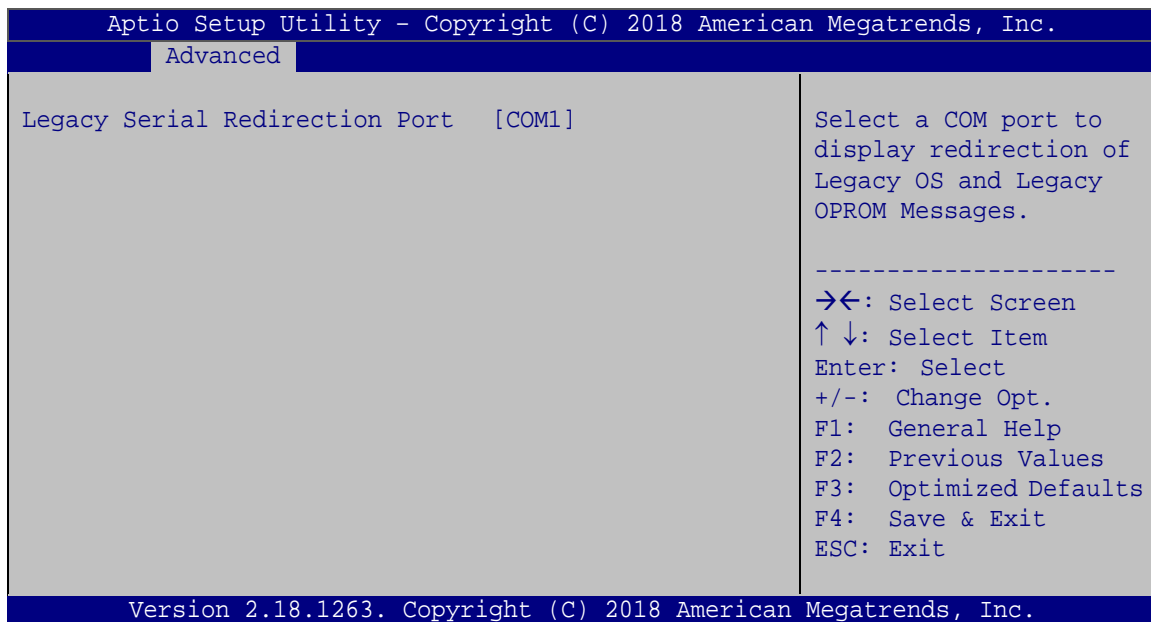 Aptio Setup Utility – Copyright (C) 2018 American Megatrends, Inc.
Advanced
Legacy Serial Redirection Port [COM1]
Select a COM port to
display redirection of
Legacy OS and Legacy
OPROM Messages.
---------------------
→←: Select Screen
↑ ↓: Select Item
Enter: Select
+/-: Change Opt.
F1: General Help
F2: Previous Values
F3: Optimized Defaults
F4: Save & Exit
ESC: Exit
Version 2.18.1263. Copyright (C) 2018 American Megatrends, Inc.